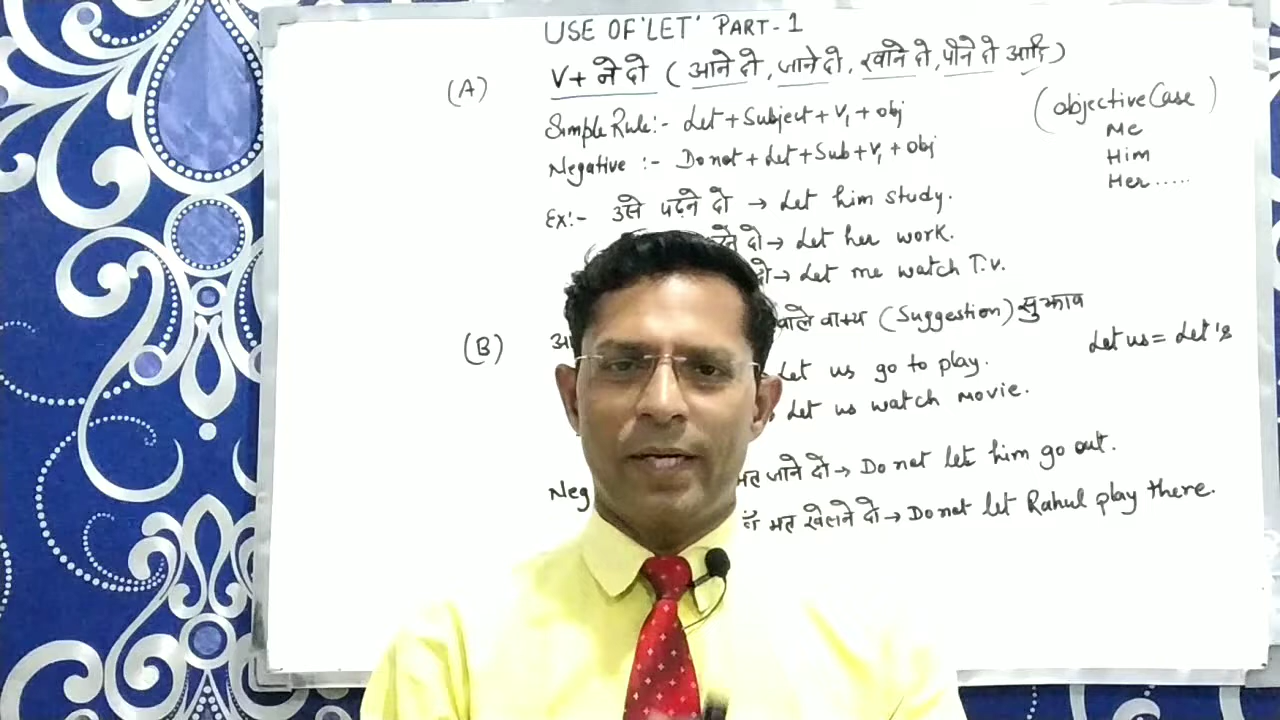 USE OF 'LET' PART-1
(A) V+ ने दो (आने दो, जाने दो, खाने दो, पीने दो आदि)
Simple Rule:- Let + Subject + V1 + obj
Negative :- Do not + Let + Sub + V1 + Obj
(objective Case)
Me
Him
Her.....
Ex:- उसे पढ़ने दो → Let him study.
दो → Let her work.
दो → Let me watch T.V.
(B) वाले वाक्य (Suggestion) सुझाव
Let us = Let's
Let us go to play.
Let us watch movie.
Neg मत जाने दो → Do not let him go out.
मत खेलने दो → Do not let Rahul play there.